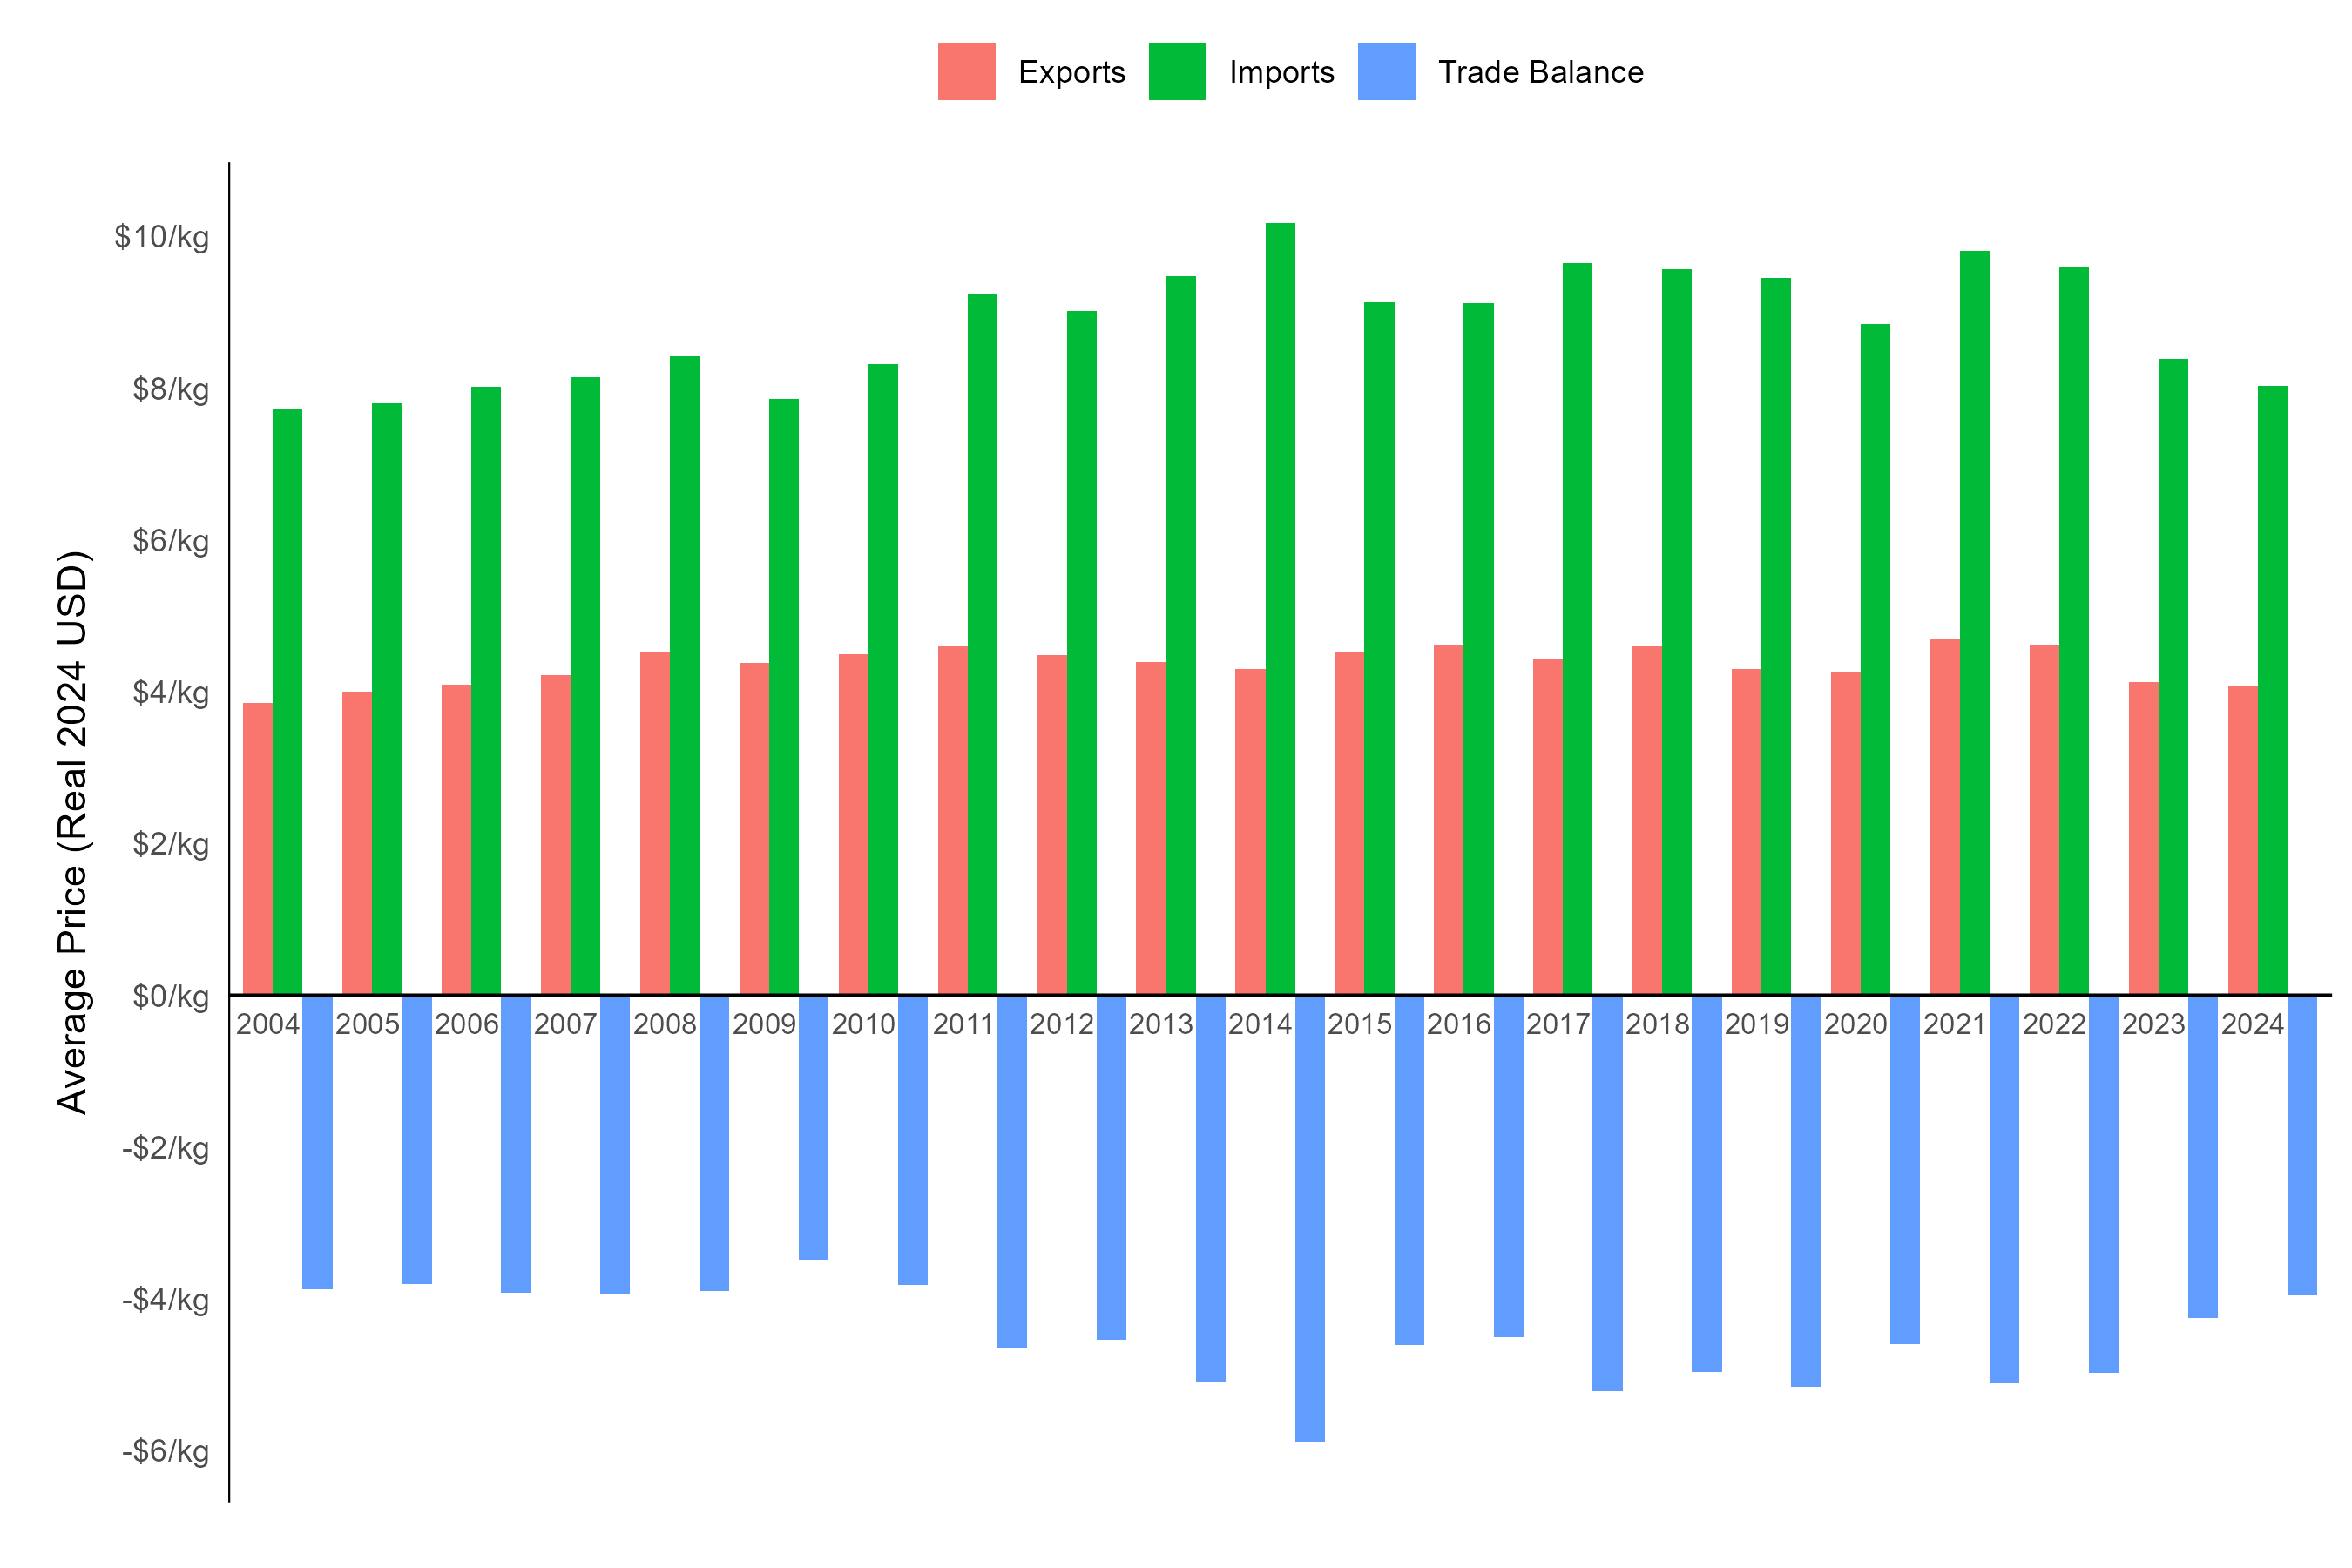 Exports Imports Trade Balance
$10/kg
$8/kg
$6/kg
$4/kg
$2/kg
$0/kg
-$2/kg
-$4/kg
-$6/kg
Average Price (Real 2024 USD)
2004 2005 2006 2007 2008 2009 2010 2011 2012 2013 2014 2015 2016 2017 2018 2019 2020 2021 2022 2023 2024